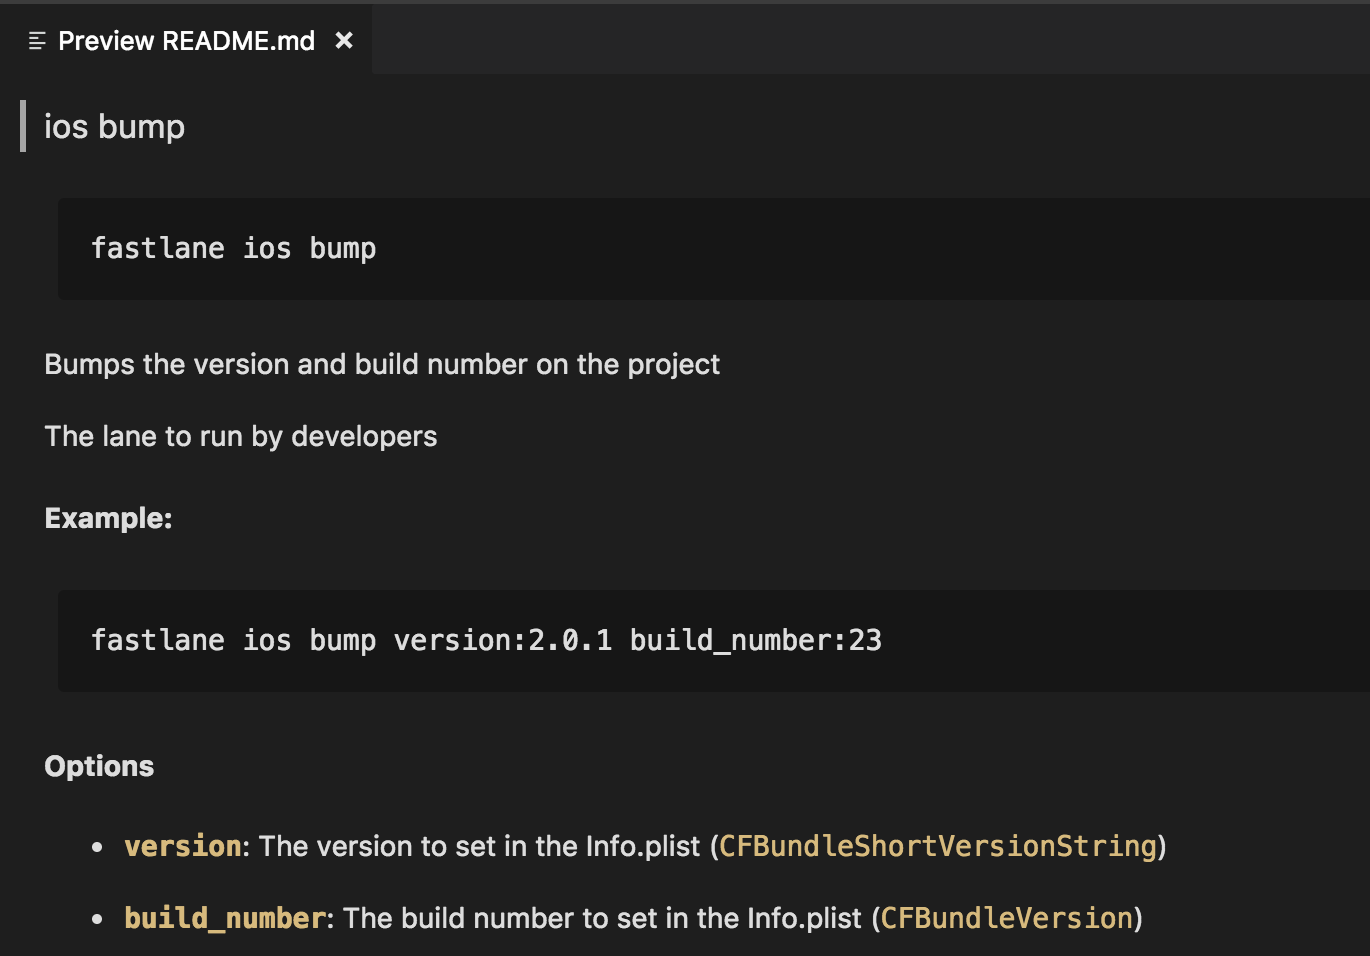 Preview README.md
ios bump
fastlane ios bump
Bumps the version and build number on the project
The lane to run by developers
Example:
fastlane ios bump version:2.0.1 build_number:23
Options
version: The version to set in the Info.plist (CFBundleShortVersionString)
build_number: The build number to set in the Info.plist (CFBundleVersion)